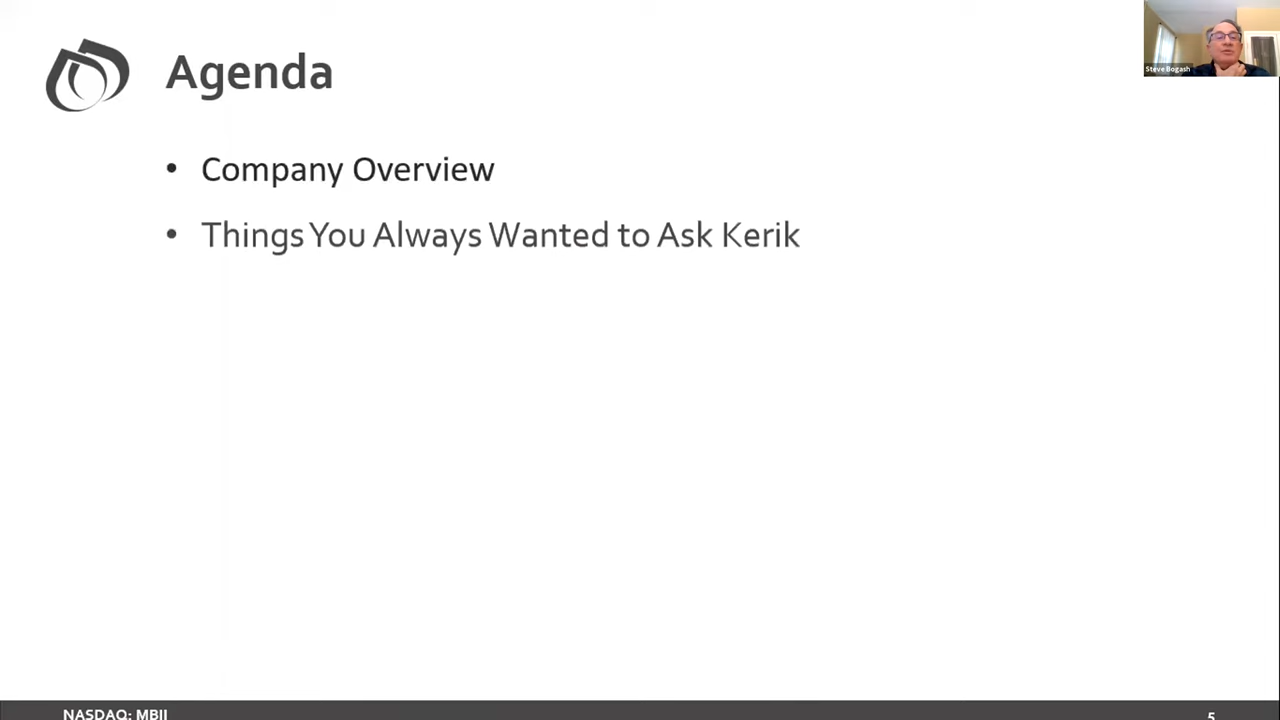 Agenda
Steve Bogash
• Company Overview
• Things You Always Wanted to Ask Kerik
NASDAQ: MBII
5